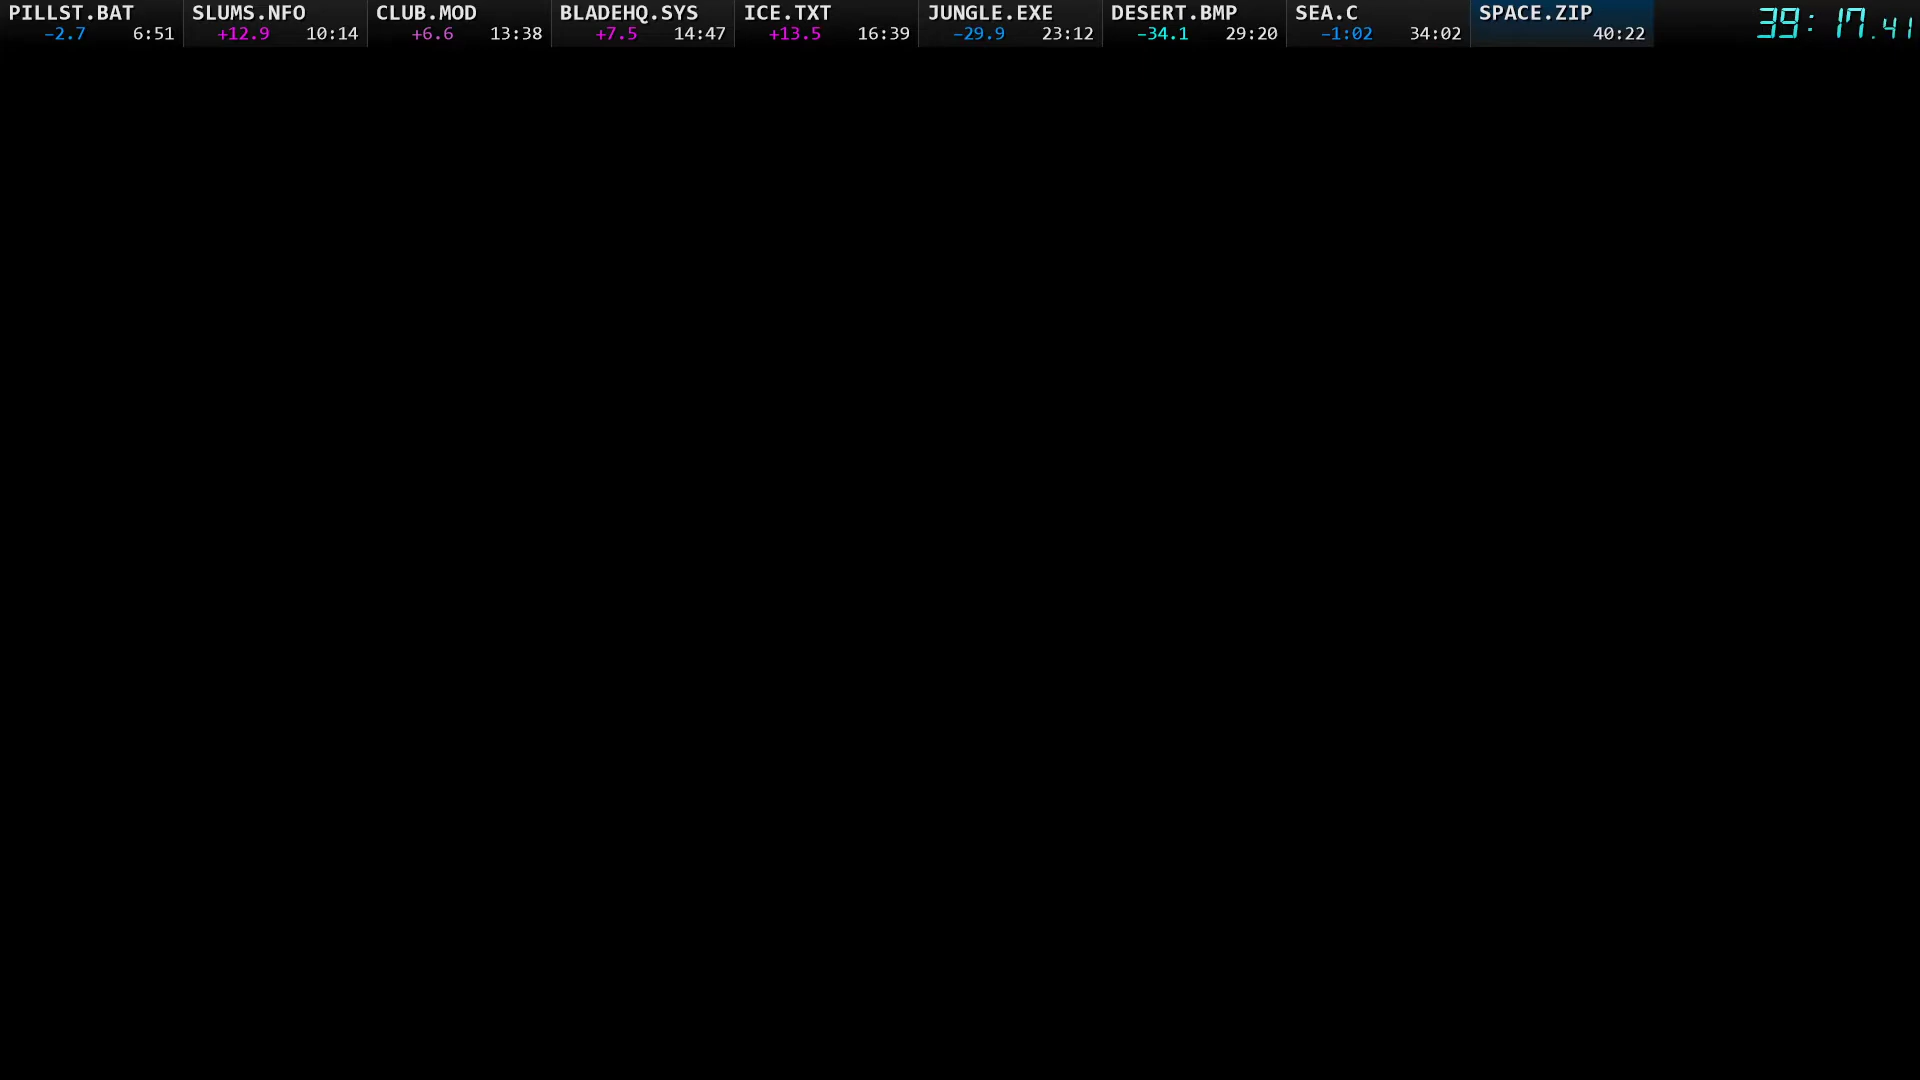 PILLST.BAT SLUMS.NFO CLUB.MOD BLADEHQ.SYS ICE.TXT JUNGLE.EXE DESERT.BMP SEA.C SPACE.ZIP 39:17.41
-2.7 6:51 +12.9 10:14 +6.6 13:38 +7.5 14:47 +13.5 16:39 -29.9 23:12 -34.1 29:20 -1:02 34:02 40:22